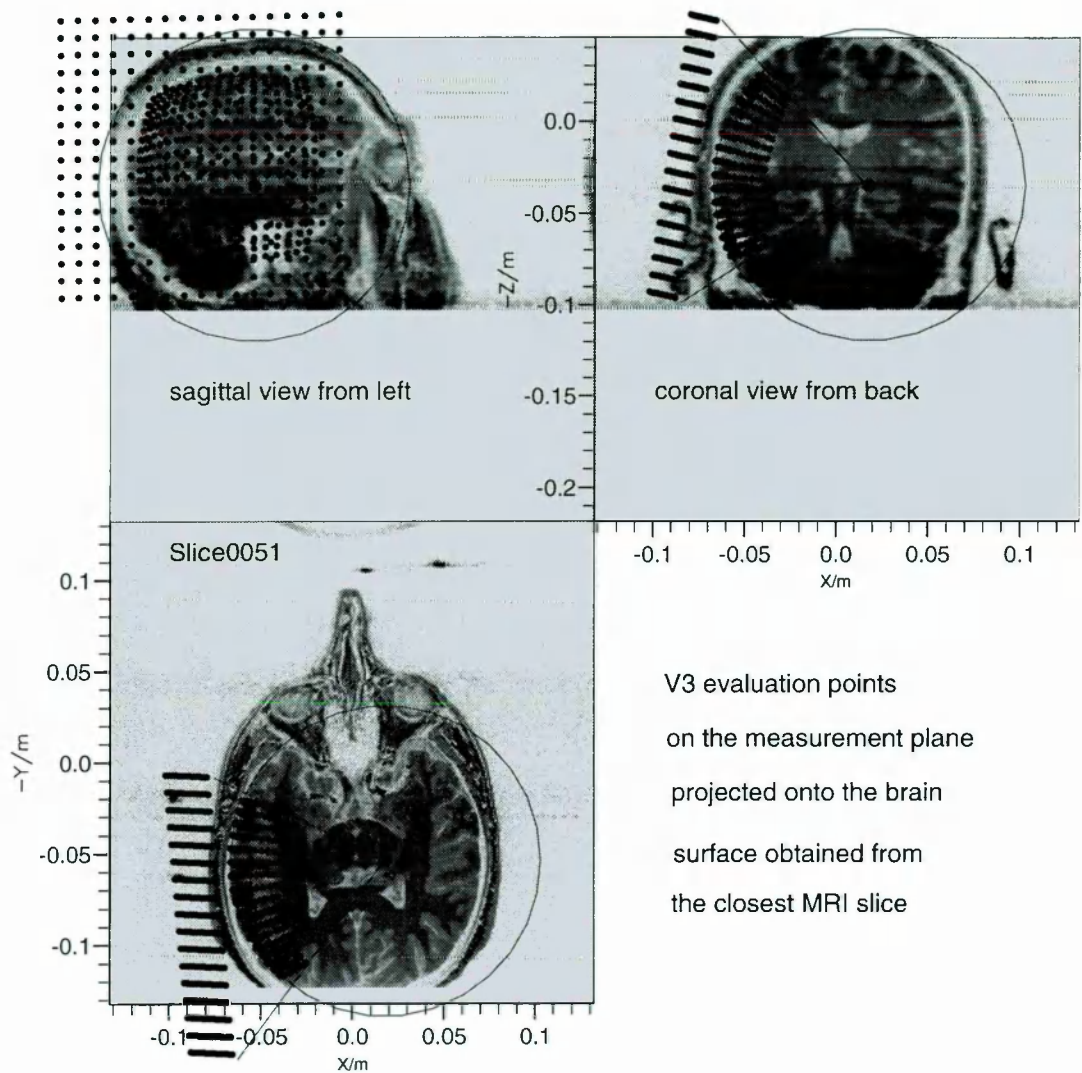 0.0
-0.05
-0.1
-0.15
-0.2
-Z/m
sagittal view from left
coronal view from back
-0.1 -0.05 0.0 0.05 0.1
X/m
Slice0051
0.1
0.05
0.0
-0.05
-0.1
-Y/m
-0.1 -0.05 0.0 0.05 0.1
X/m
V3 evaluation points
on the measurement plane
projected onto the brain
surface obtained from
the closest MRI slice